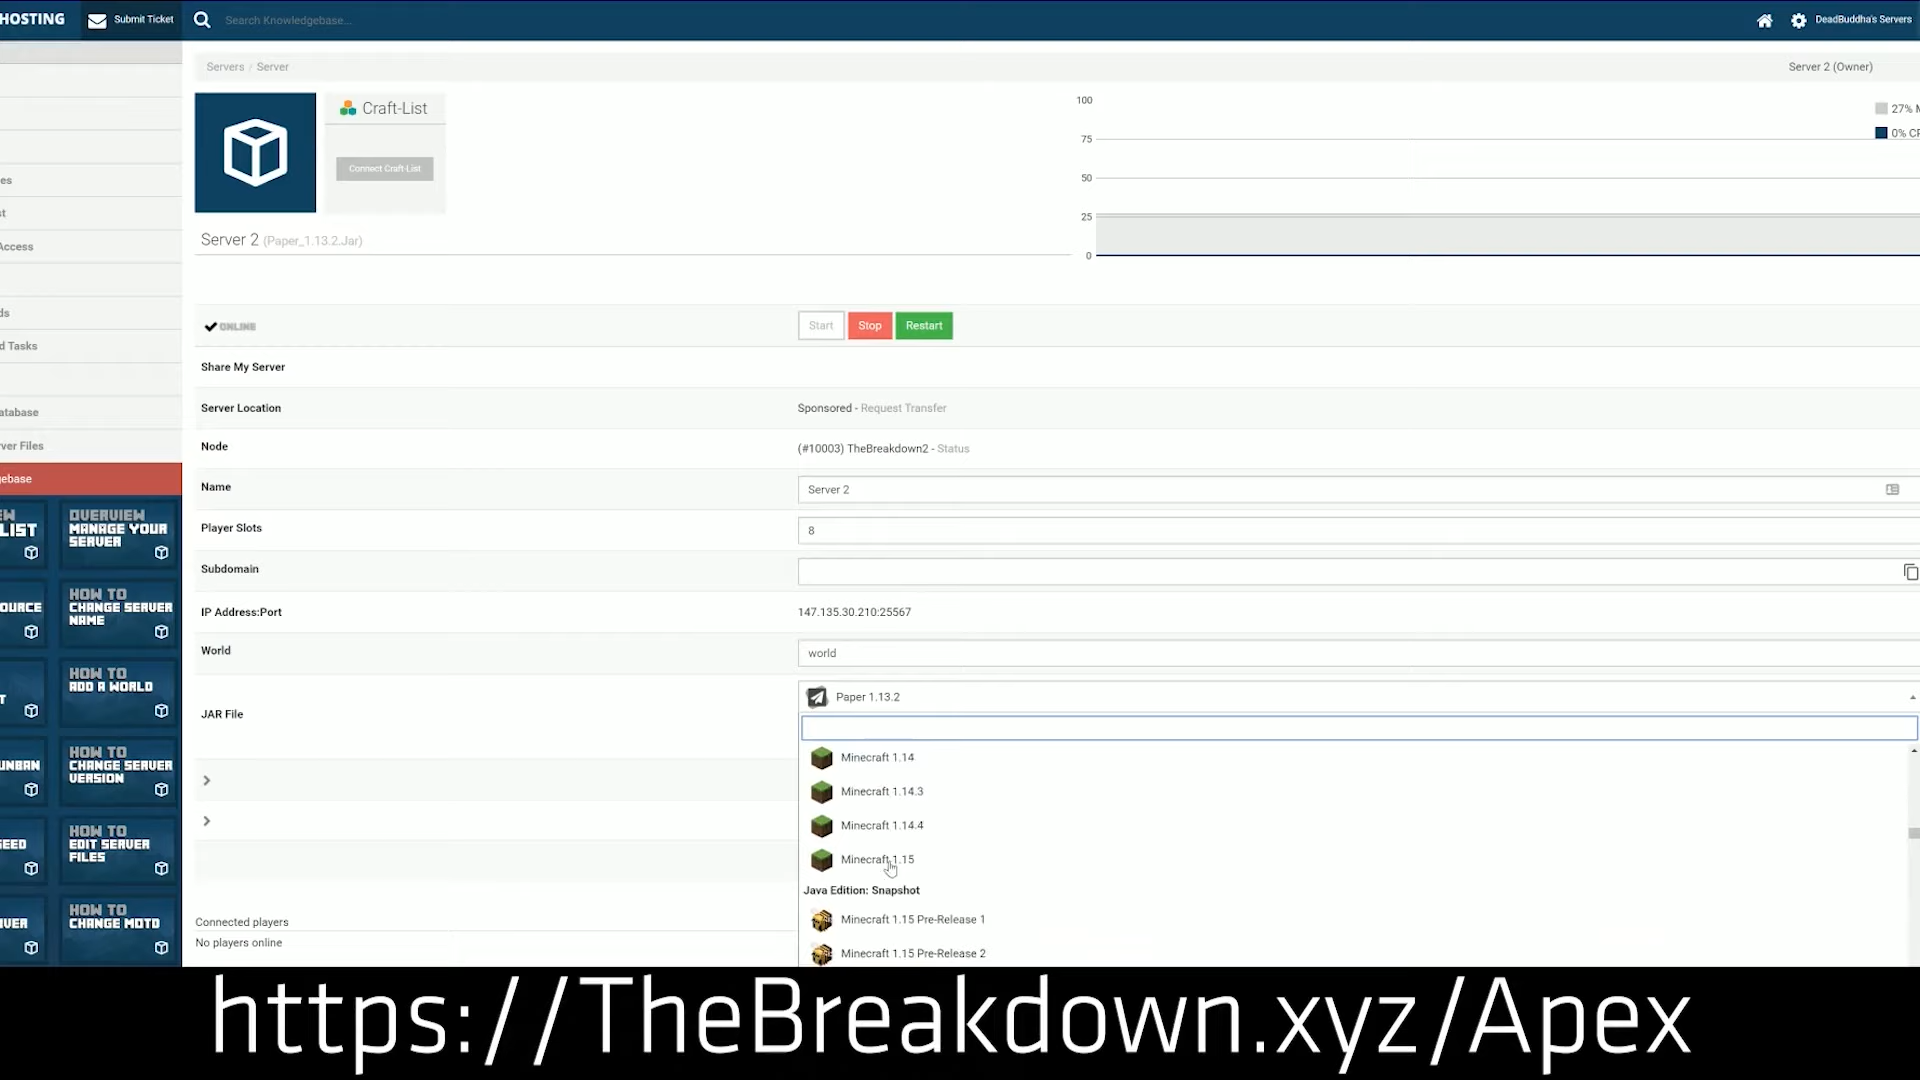 HOSTING
Submit Ticket
Search Knowledgebase...
DeadBuddha's Servers
Servers / Server
Server 2 (Owner)
Craft-List
Connect Craft-List
Server 2 (Paper_1.13.2.Jar)
100
75
50
25
0
27% M
0% CP
ONLINE
Start
Stop
Restart
Share My Server
Server Location
Sponsored - Request Transfer
Node
(#10003) TheBreakdown2 - Status
Name
Server 2
Player Slots
8
Subdomain
IP Address:Port
147.135.30.210:25567
World
world
JAR File
Paper 1.13.2
Minecraft 1.14
Minecraft 1.14.3
Minecraft 1.14.4
Minecraft 1.15
Java Edition: Snapshot
Minecraft 1.15 Pre-Release 1
Minecraft 1.15 Pre-Release 2
Connected players
No players online
es
st
Access
ds
d Tasks
atabase
ver Files
gebase
EW
LIST
OVERVIEW
MANAGE YOUR
SERVER
OURCE
HOW TO
CHANGE SERVER
NAME
T
HOW TO
ADD A WORLD
UNBAN
HOW TO
CHANGE SERVER
VERSION
SEED
HOW TO
EDIT SERVER
FILES
VER
HOW TO
CHANGE MOTD
https://TheBreakdown.xyz/Apex